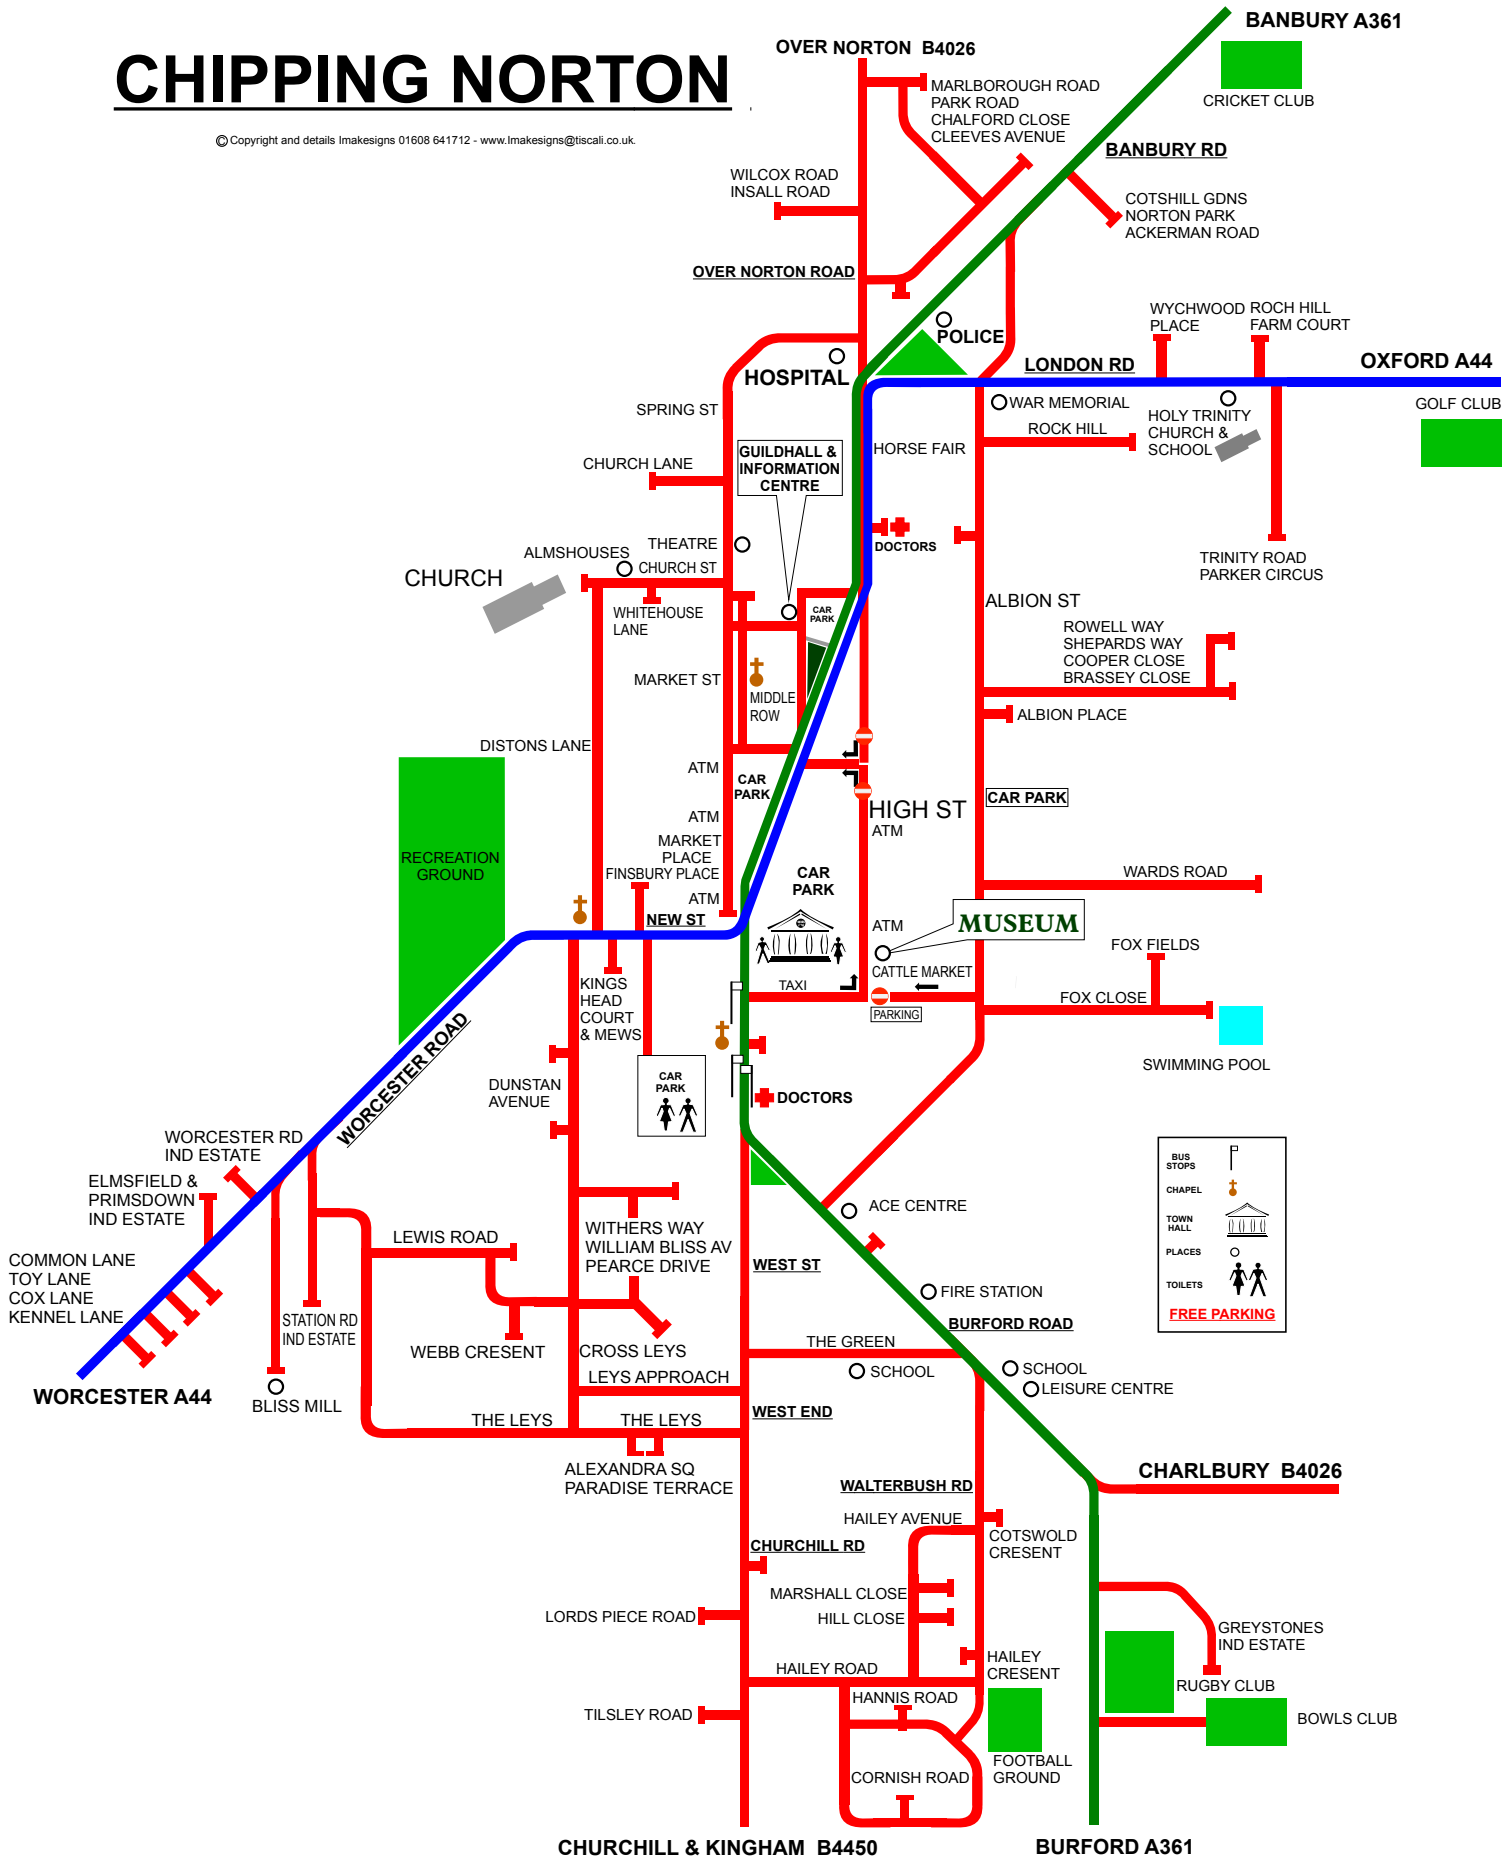 CHIPPING NORTON
© Copyright and details Imakesigns 01608 641712 - www.Imakesigns@tiscali.co.uk.
OVER NORTON B4026
BANBURY A361
CRICKET CLUB
MARLBOROUGH ROAD
PARK ROAD
CHALFORD CLOSE
CLEEVES AVENUE
BANBURY RD
WILCOX ROAD
INSALL ROAD
COTSHILL GDNS
NORTON PARK
ACKERMAN ROAD
OVER NORTON ROAD
POLICE
WYCHWOOD
PLACE
ROCH HILL
FARM COURT
HOSPITAL
LONDON RD
OXFORD A44
SPRING ST
WAR MEMORIAL
GOLF CLUB
HOLY TRINITY
CHURCH &
SCHOOL
ROCK HILL
HORSE FAIR
GUILDHALL &
INFORMATION
CENTRE
CHURCH LANE
DOCTORS
THEATRE
ALMSHOUSES
CHURCH ST
CHURCH
TRINITY ROAD
PARKER CIRCUS
WHITEHOUSE
LANE
CAR
PARK
ALBION ST
ROWELL WAY
SHEPARDS WAY
COOPER CLOSE
BRASSEY CLOSE
MARKET ST
MIDDLE
ROW
ALBION PLACE
DISTONS LANE
ATM
CAR
PARK
CAR PARK
HIGH ST
ATM
ATM
MARKET
PLACE
FINSBURY PLACE
RECREATION
GROUND
CAR
PARK
WARDS ROAD
ATM
NEW ST
ATM
MUSEUM
FOX FIELDS
CATTLE MARKET
TAXI
PARKING
FOX CLOSE
KINGS
HEAD
COURT
& MEWS
WORCESTER ROAD
SWIMMING POOL
CAR
PARK
DUNSTAN
AVENUE
DOCTORS
WORCESTER RD
IND ESTATE
ELMSFIELD &
PRIMSDOWN
IND ESTATE
BUS
STOPS
CHAPEL
TOWN
HALL
PLACES
TOILETS
FREE PARKING
ACE CENTRE
LEWIS ROAD
WITHERS WAY
WILLIAM BLISS AV
PEARCE DRIVE
WEST ST
COMMON LANE
TOY LANE
COX LANE
KENNEL LANE
FIRE STATION
STATION RD
IND ESTATE
BURFORD ROAD
THE GREEN
WEBB CRESENT
CROSS LEYS
SCHOOL
SCHOOL
LEISURE CENTRE
LEYS APPROACH
WORCESTER A44
BLISS MILL
WEST END
THE LEYS
THE LEYS
ALEXANDRA SQ
PARADISE TERRACE
CHARLBURY B4026
WALTERBUSH RD
HAILEY AVENUE
COTSWOLD
CRESENT
CHURCHILL RD
MARSHALL CLOSE
LORDS PIECE ROAD
HILL CLOSE
GREYSTONES
IND ESTATE
HAILEY ROAD
HAILEY
CRESENT
RUGBY CLUB
HANNIS ROAD
TILSLEY ROAD
BOWLS CLUB
FOOTBALL
GROUND
CORNISH ROAD
CHURCHILL & KINGHAM B4450
BURFORD A361